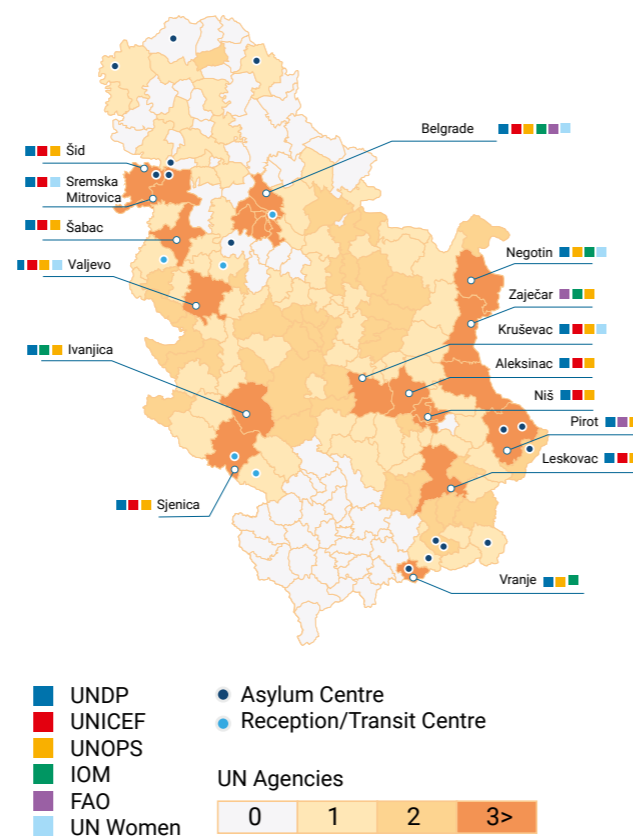 Belgrade
Šid
Sremska
Mitrovica
Šabac
Valjevo
Negotin
Zaječar
Kruševac
Aleksinac
Ivanjica
Niš
Pirot
Leskovac
Sjenica
Vranje
UNDP
UNICEF
UNOPS
IOM
FAO
UN Women
Asylum Centre
Reception/Transit Centre
UN Agencies
0 1 2 3>